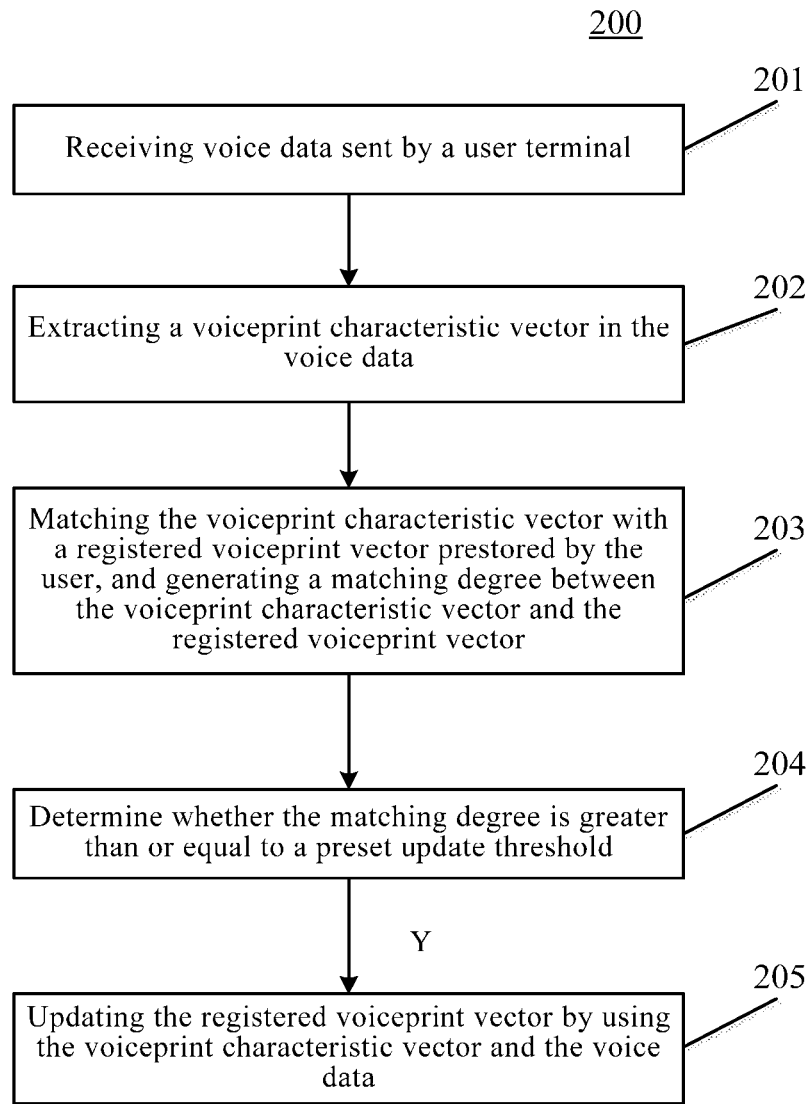 200
201
Receiving voice data sent by a user terminal
202
Extracting a voiceprint characteristic vector in the
voice data
203
Matching the voiceprint characteristic vector with
a registered voiceprint vector prestored by the
user, and generating a matching degree between
the voiceprint characteristic vector and the
registered voiceprint vector
204
Determine whether the matching degree is greater
than or equal to a preset update threshold
Y
205
Updating the registered voiceprint vector by using
the voiceprint characteristic vector and the voice
data